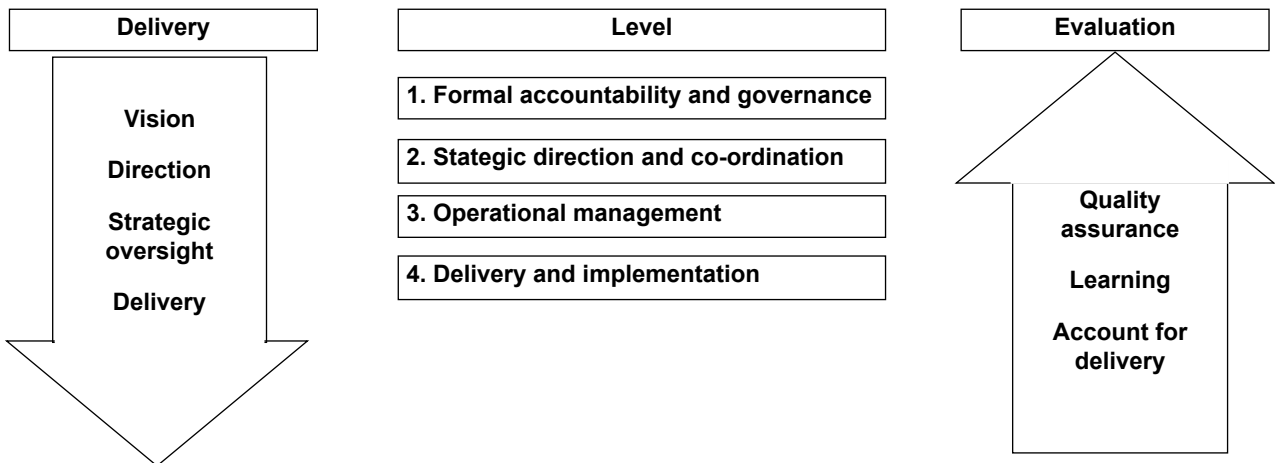 Delivery
Vision
Direction
Strategic
oversight
Delivery
Level
1. Formal accountability and governance
2. Stategic direction and co-ordination
3. Operational management
4. Delivery and implementation
Evaluation
Quality
assurance
Learning
Account for
delivery